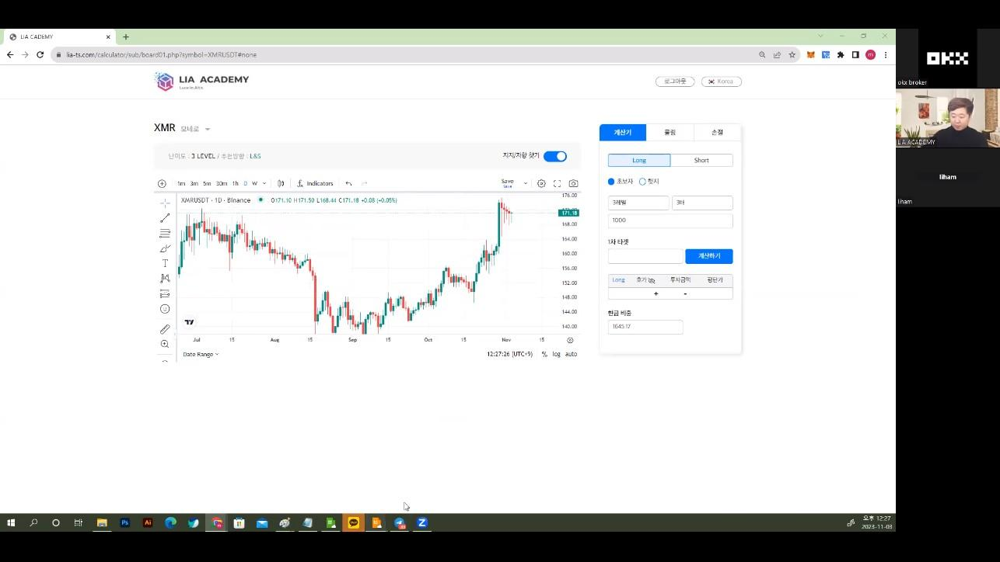 LIA CADEMY
lia-ts.com/calculator/sub/board01.php?symbol=XMRUSDT#none
m
LIA ACADEMY
로그아웃
Korea
XMR 모네로
난이도 : 3 LEVEL / 추천방향 : L&S
지지/저항 찾기
1m 3m 5m 30m 1h D W
Indicators
Save
Save
XMRUSDT · 1D · Binance
O171.10 H171.50 L168.44 C171.18 +0.08 (+0.05%)
176.00
171.18
168.00
164.00
160.00
156.00
152.00
148.00
144.00
140.00
Jul 15 Aug 15 Sep 15 Oct 15 Nov 15
Date Range
12:27:26 (UTC+9) % log auto
계산기 물림 손절
Long Short
초보자 헷지
3레벨 3배
1000
1차 타겟
계산하기
Long 호가 투자금액 평단가
+ -
현금 비중
1645.17
OKX
okx broker
LIA ACADEMY
liham
liham
Ps
Ai
Z
오후 12:27
2023-11-03